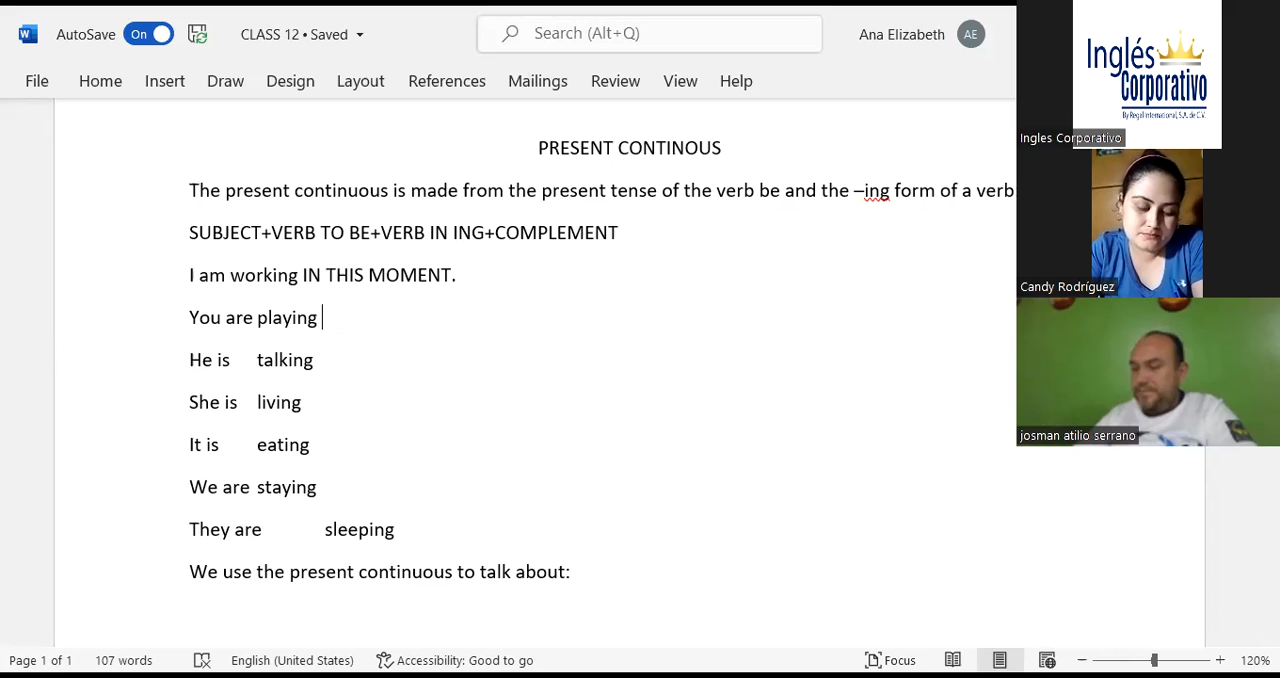 AutoSave On CLASS 12 • Saved Search (Alt+Q) Ana Elizabeth AE
File Home Insert Draw Design Layout References Mailings Review View Help
PRESENT CONTINOUS
The present continuous is made from the present tense of the verb be and the –ing form of a verb
SUBJECT+VERB TO BE+VERB IN ING+COMPLEMENT
I am working IN THIS MOMENT.
You are playing
He is talking
She is living
It is eating
We are staying
They are sleeping
We use the present continuous to talk about:
Page 1 of 1 107 words English (United States) Accessibility: Good to go Focus 120%
Inglés
Corporativo
By Regal International, S.A. de C.V.
Ingles Corporativo
Candy Rodríguez
josman atilio serrano